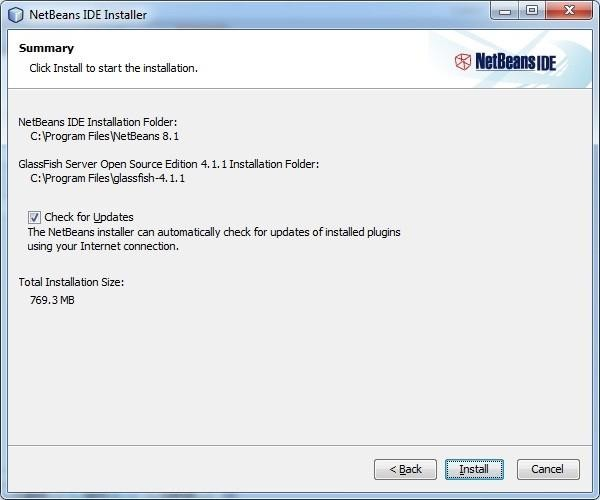 NetBeans IDE Installer
Summary
Click Install to start the installation.
NetBeans IDE
NetBeans IDE Installation Folder:
C:\Program Files\NetBeans 8.1
GlassFish Server Open Source Edition 4.1.1 Installation Folder:
C:\Program Files\glassfish-4.1.1
Check for Updates
The NetBeans installer can automatically check for updates of installed plugins
using your Internet connection.
Total Installation Size:
769.3 MB
< Back Install Cancel